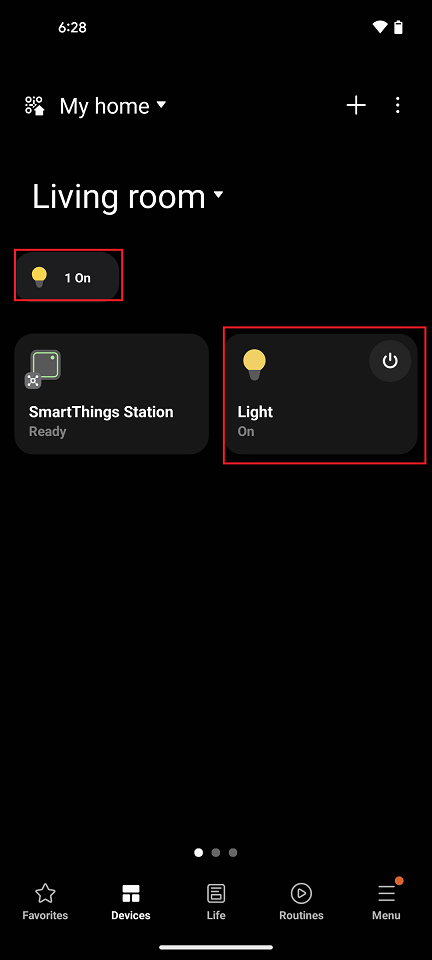 6:28
My home
Living room
1 On
SmartThings Station
Ready
Light
On
Favorites
Devices
Life
Routines
Menu